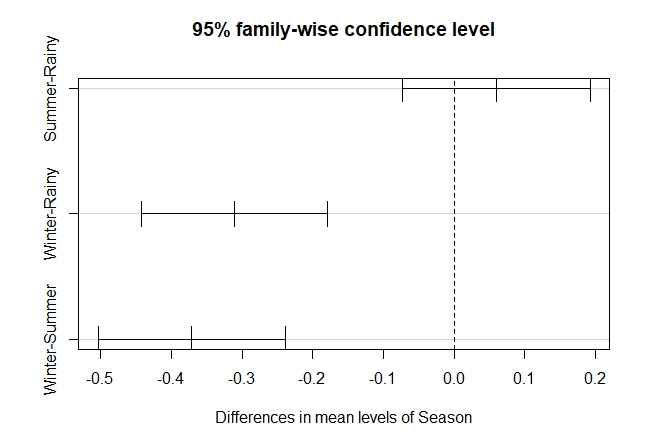 95% family-wise confidence level
Summer-Rainy
Winter-Rainy
Winter-Summer
-0.5 -0.4 -0.3 -0.2 -0.1 0.0 0.1 0.2
Differences in mean levels of Season